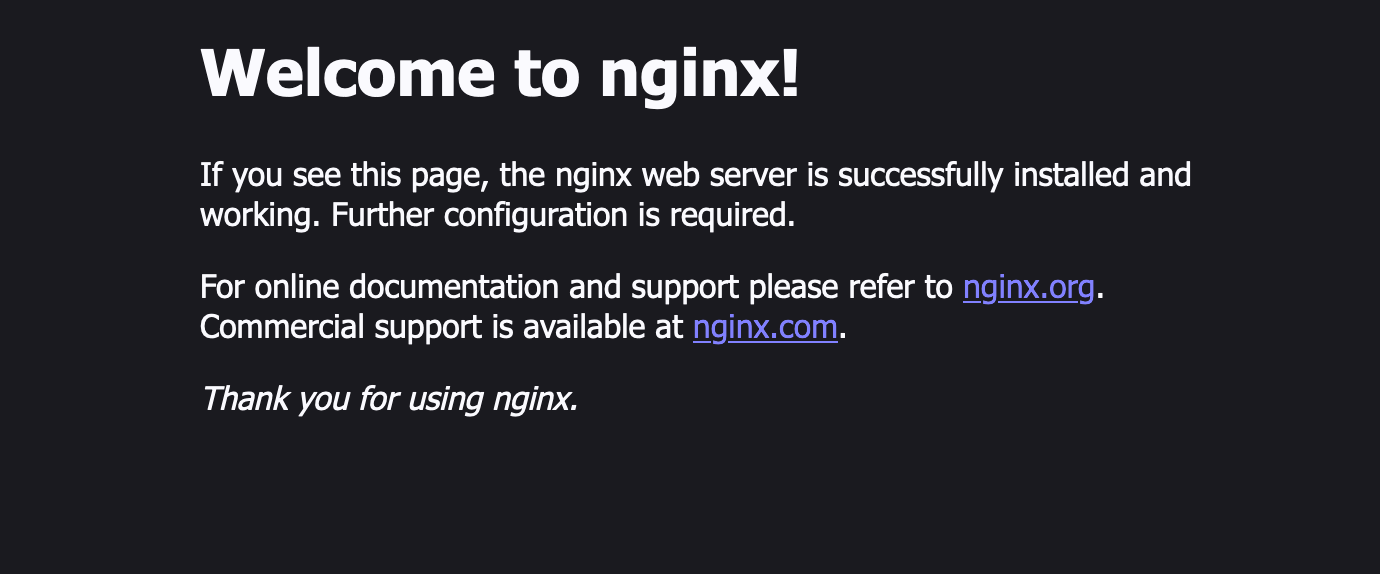 Welcome to nginx!
If you see this page, the nginx web server is successfully installed and
working. Further configuration is required.
For online documentation and support please refer to nginx.org.
Commercial support is available at nginx.com.
Thank you for using nginx.